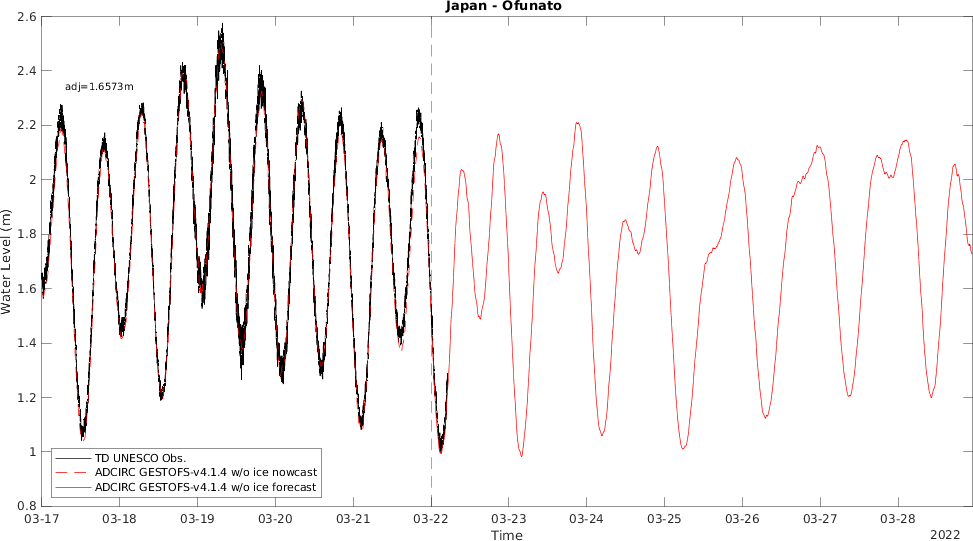 Japan - Ofunato
2.6
2.4
adj=1.6573m
2.2
2
1.8
1.6
1.4
1.2
1
0.8
Water Level (m)
TD UNESCO Obs.
ADCIRC GESTOFS-v4.1.4 w/o ice nowcast
ADCIRC GESTOFS-v4.1.4 w/o ice forecast
03-17 03-18 03-19 03-20 03-21 03-22 03-23 03-24 03-25 03-26 03-27 03-28
Time
2022